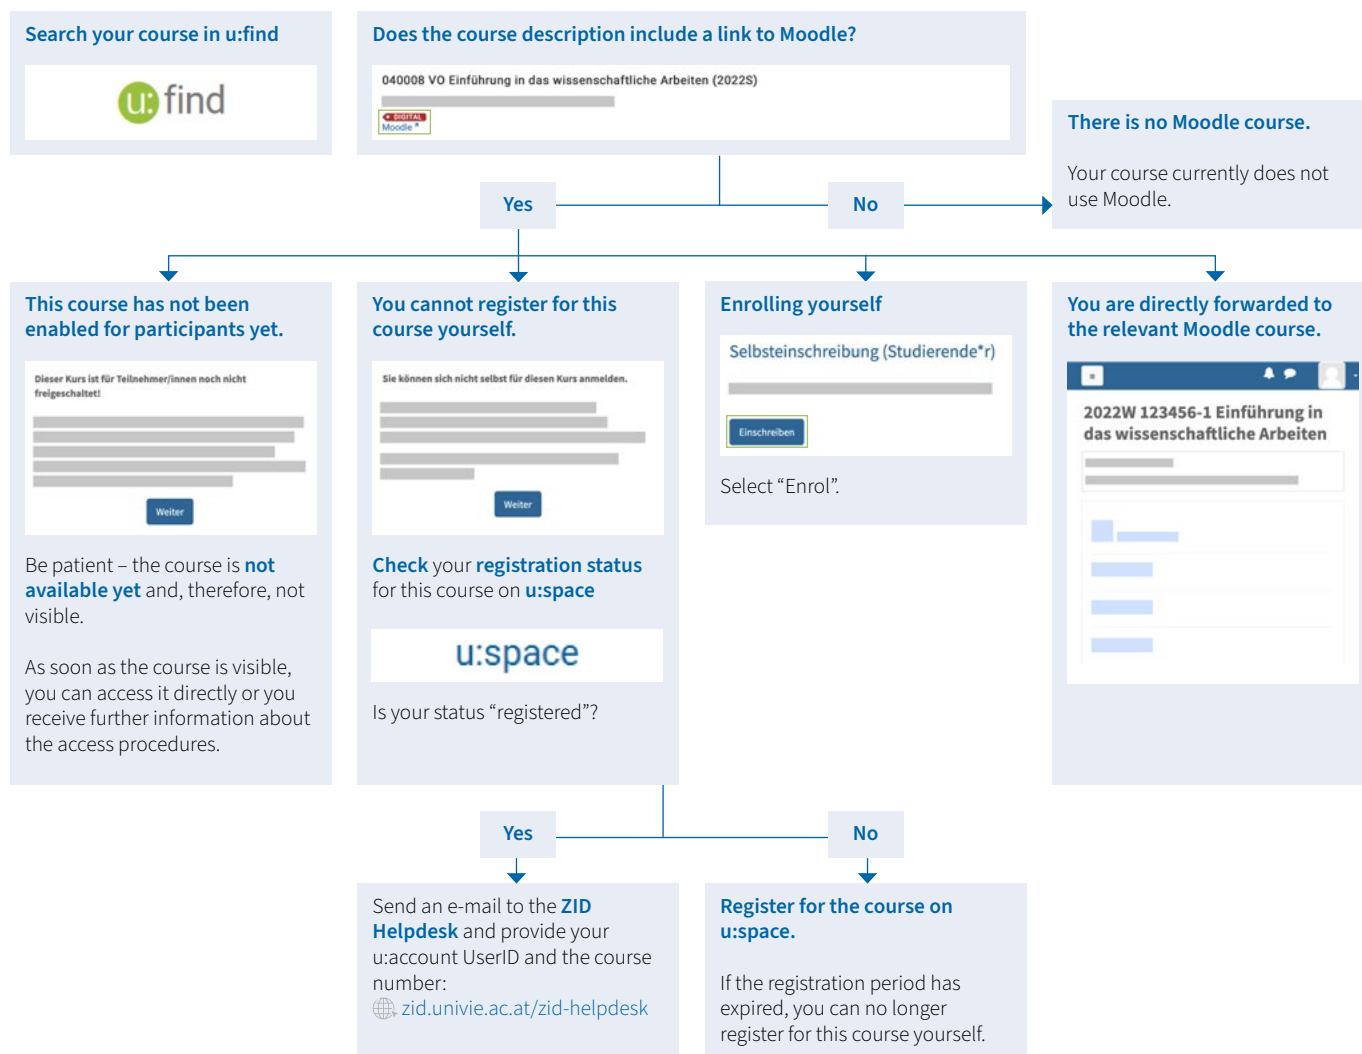 Search your course in u:find
u: find
Does the course description include a link to Moodle?
040008 VO Einführung in das wissenschaftliche Arbeiten (2022S)
DIGITAL
Moodle
There is no Moodle course.
Your course currently does not
use Moodle.
Yes
No
This course has not been
enabled for participants yet.
Dieser Kurs ist für Teilnehmer/innen noch nicht
freigeschaltet!
Weiter
Be patient – the course is not
available yet and, therefore, not
visible.
As soon as the course is visible,
you can access it directly or you
receive further information about
the access procedures.
You cannot register for this
course yourself.
Sie können sich nicht selbst für diesen Kurs anmelden.
Weiter
Check your registration status
for this course on u:space
u:space
Is your status “registered”?
Enrolling yourself
Selbsteinschreibung (Studierende*r)
Einschreiben
Select “Enrol”.
You are directly forwarded to
the relevant Moodle course.
2022W 123456-1 Einführung in
das wissenschaftliche Arbeiten
Yes
No
Send an e-mail to the ZID
Helpdesk and provide your
u:account UserID and the course
number:
zid.univie.ac.at/zid-helpdesk
Register for the course on
u:space.
If the registration period has
expired, you can no longer
register for this course yourself.